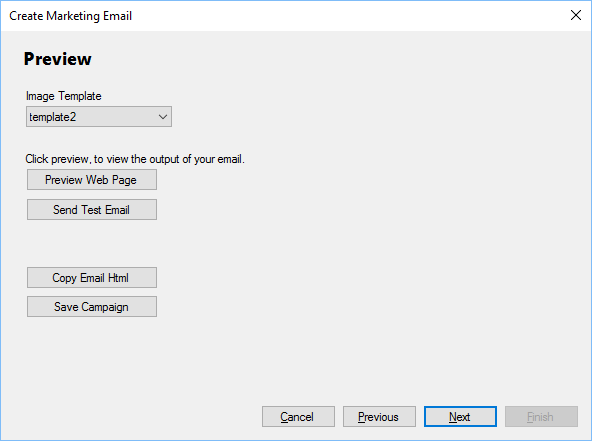 Create Marketing Email
Preview
Image Template
template2
Click preview, to view the output of your email.
Preview Web Page
Send Test Email
Copy Email Html
Save Campaign
Cancel Previous Next Finish